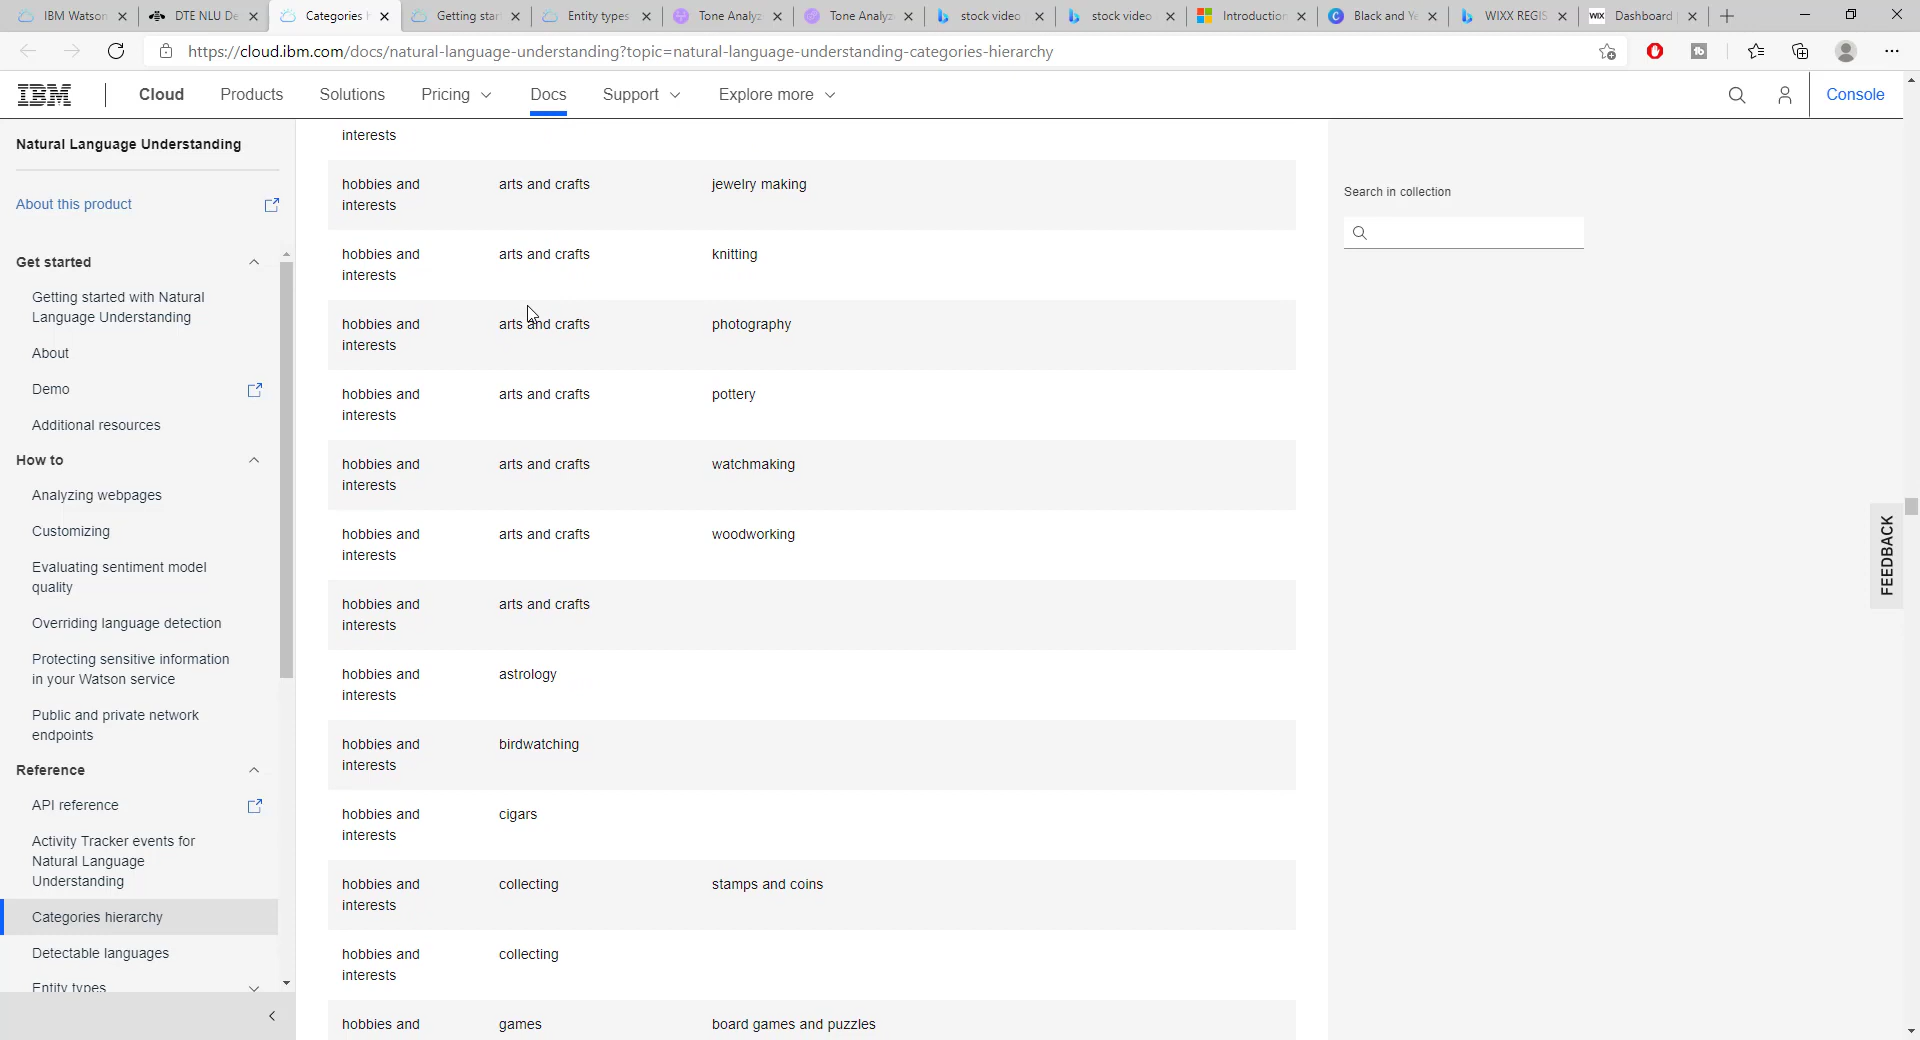 IBM Watson
DTE NLU De
Categories h
Getting star
Entity types
Tone Analyz
Tone Analyz
stock video
stock video
Introduction
Black and Ye
WIXX REGIS
WIX Dashboard
https://cloud.ibm.com/docs/natural-language-understanding?topic=natural-language-understanding-categories-hierarchy
IBM Cloud Products Solutions Pricing Docs Support Explore more Console
Natural Language Understanding
About this product
Get started
Getting started with Natural
Language Understanding
About
Demo
Additional resources
How to
Analyzing webpages
Customizing
Evaluating sentiment model
quality
Overriding language detection
Protecting sensitive information
in your Watson service
Public and private network
endpoints
Reference
API reference
Activity Tracker events for
Natural Language
Understanding
Categories hierarchy
Detectable languages
Entity types
interests
hobbies and arts and crafts jewelry making
interests
hobbies and arts and crafts knitting
interests
hobbies and arts and crafts photography
interests
hobbies and arts and crafts pottery
interests
hobbies and arts and crafts watchmaking
interests
hobbies and arts and crafts woodworking
interests
hobbies and arts and crafts
interests
hobbies and astrology
interests
hobbies and birdwatching
interests
hobbies and cigars
interests
hobbies and collecting stamps and coins
interests
hobbies and collecting
interests
hobbies and games board games and puzzles
Search in collection
FEEDBACK